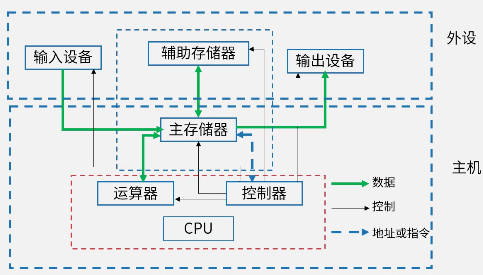 外设
输入设备
辅助存储器
输出设备
主存储器
主机
运算器
控制器
CPU
数据
控制
地址或指令